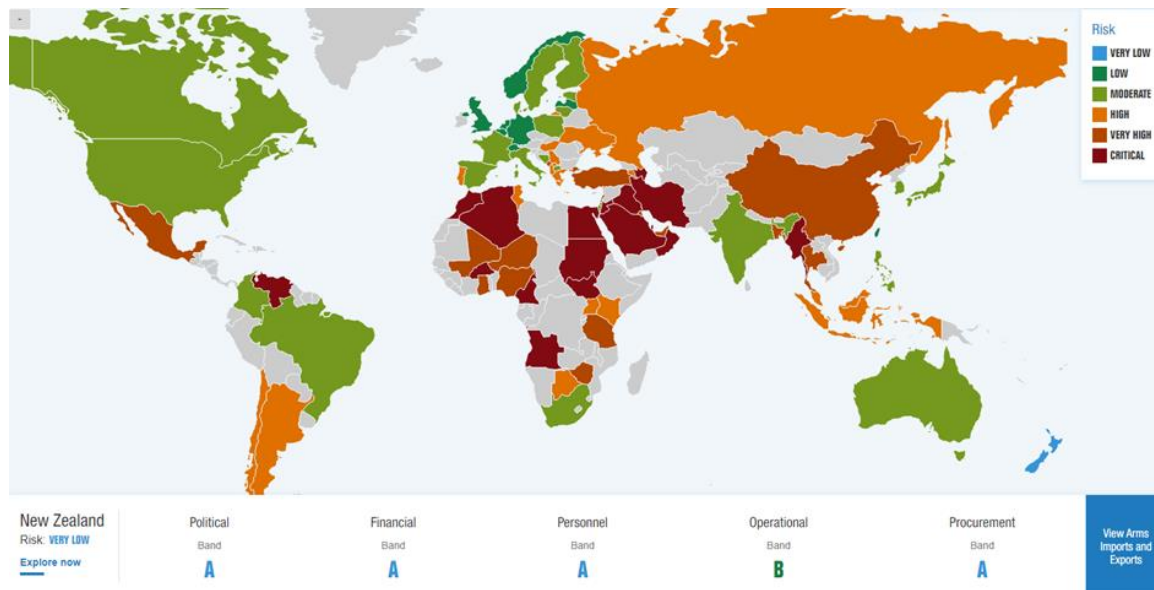 -
Risk
VERY LOW
LOW
MODERATE
HIGH
VERY HIGH
CRITICAL
New Zealand
Risk: VERY LOW
Explore now
Political
Band
A
Financial
Band
A
Personnel
Band
A
Operational
Band
B
Procurement
Band
A
View Arms
Imports and
Exports